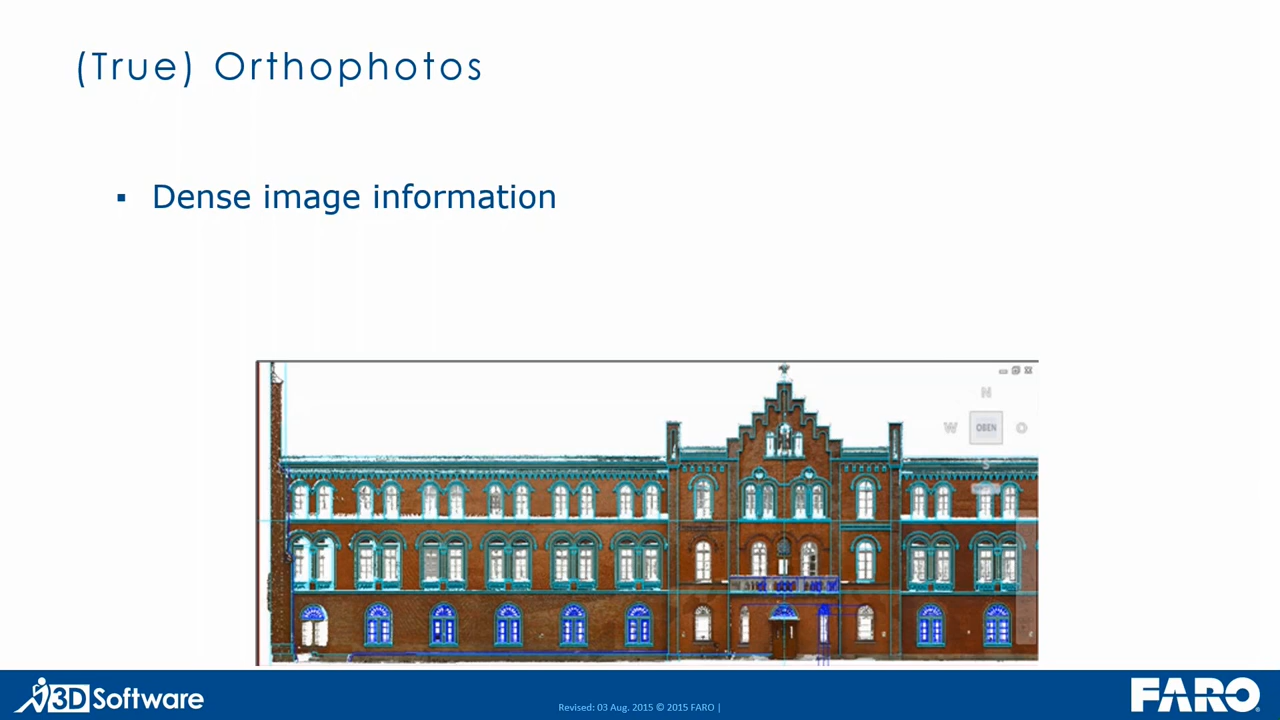 (True) Orthophotos
▪ Dense image information
N
W OBEN O
S
3D Software
Revised: 03 Aug. 2015 © 2015 FARO |
FARO